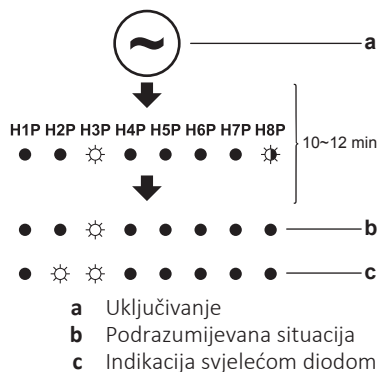 a
H1P H2P H3P H4P H5P H6P H7P H8P
10~12 min
b
c
a Uključivanje
b Podrazumijevana situacija
c Indikacija svjelećom diodom